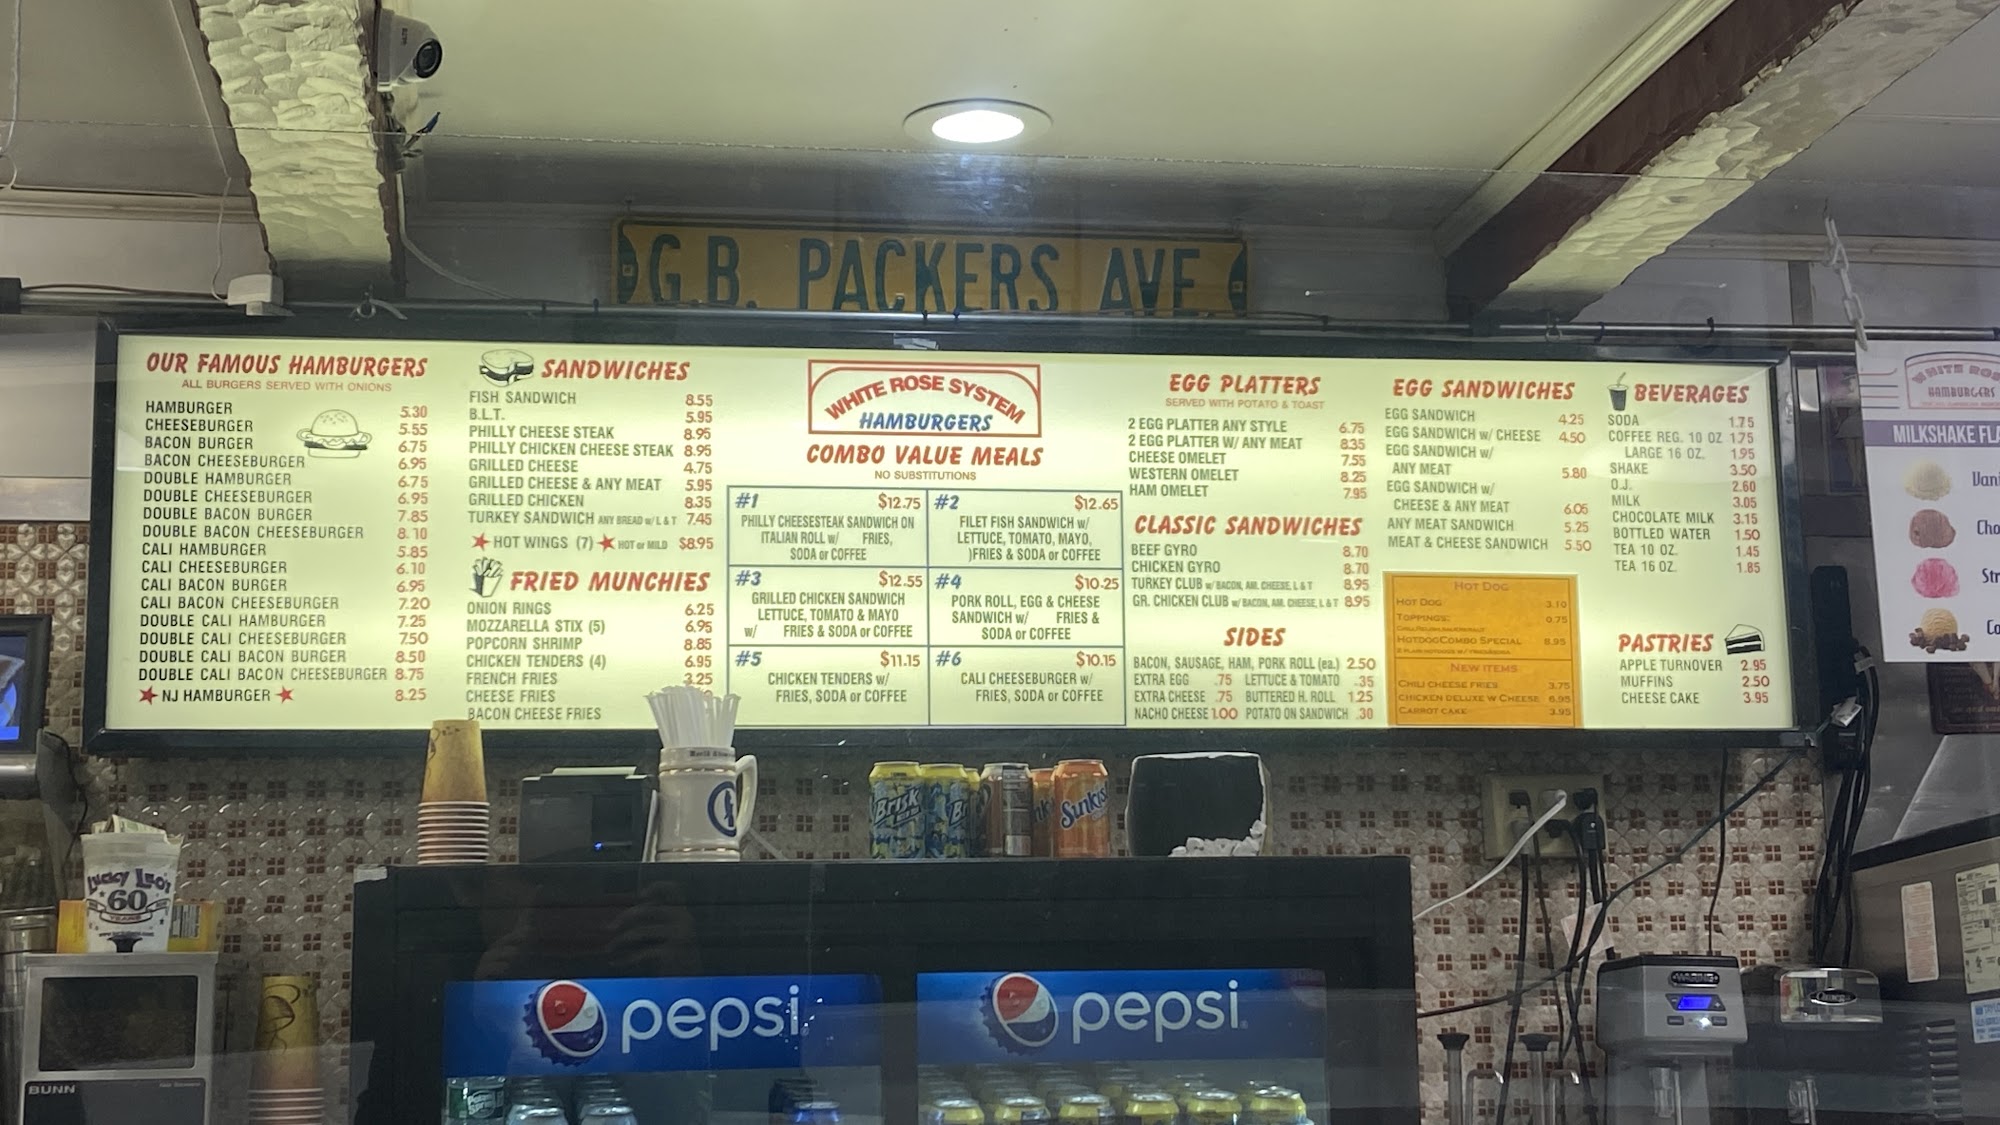 G.B. PACKERS AVE.
OUR FAMOUS HAMBURGERS
ALL BURGERS SERVED WITH ONIONS
HAMBURGER 5.30
CHEESEBURGER 5.55
BACON BURGER 6.75
BACON CHEESEBURGER 6.95
DOUBLE HAMBURGER 6.75
DOUBLE CHEESEBURGER 6.95
DOUBLE BACON BURGER 7.85
DOUBLE BACON CHEESEBURGER 8.10
CALI HAMBURGER 5.85
CALI CHEESEBURGER 6.10
CALI BACON BURGER 6.95
CALI BACON CHEESEBURGER 7.20
DOUBLE CALI HAMBURGER 7.25
DOUBLE CALI CHEESEBURGER 7.50
DOUBLE CALI BACON BURGER 8.50
DOUBLE CALI BACON CHEESEBURGER 8.75
NJ HAMBURGER 8.25
SANDWICHES
FISH SANDWICH 8.55
B.L.T. 5.95
PHILLY CHEESE STEAK 8.95
PHILLY CHICKEN CHEESE STEAK 8.95
GRILLED CHEESE 4.75
GRILLED CHEESE & ANY MEAT 5.95
GRILLED CHICKEN 8.35
TURKEY SANDWICH ANY BREAD w/ L & T 7.45
HOT WINGS (7) HOT or MILD $8.95
FRIED MUNCHIES
ONION RINGS 6.25
MOZZARELLA STIX (5) 6.95
POPCORN SHRIMP 8.85
CHICKEN TENDERS (4) 6.95
FRENCH FRIES 3.25
CHEESE FRIES
BACON CHEESE FRIES
WHITE ROSE SYSTEM
HAMBURGERS
COMBO VALUE MEALS
NO SUBSTITUTIONS
#1 $12.75
PHILLY CHEESESTEAK SANDWICH ON
ITALIAN ROLL w/ FRIES,
SODA or COFFEE
#2 $12.65
FILET FISH SANDWICH w/
LETTUCE, TOMATO, MAYO,
)FRIES & SODA or COFFEE
#3 $12.55
GRILLED CHICKEN SANDWICH
LETTUCE, TOMATO & MAYO
w/ FRIES & SODA or COFFEE
#4 $10.25
PORK ROLL, EGG & CHEESE
SANDWICH w/ FRIES &
SODA or COFFEE
#5 $11.15
CHICKEN TENDERS w/
FRIES, SODA or COFFEE
#6 $10.15
CALI CHEESEBURGER w/
FRIES, SODA or COFFEE
EGG PLATTERS
SERVED WITH POTATO & TOAST
2 EGG PLATTER ANY STYLE 6.75
2 EGG PLATTER W/ ANY MEAT 8.35
CHEESE OMELET 7.55
WESTERN OMELET 8.25
HAM OMELET 7.95
CLASSIC SANDWICHES
BEEF GYRO 8.70
CHICKEN GYRO 8.70
TURKEY CLUB w/ BACON, AM. CHEESE, L & T 8.95
GR. CHICKEN CLUB w/ BACON, AM. CHEESE, L & T 8.95
SIDES
BACON, SAUSAGE, HAM, PORK ROLL (ea.) 2.50
EXTRA EGG .75 LETTUCE & TOMATO .35
EXTRA CHEESE .75 BUTTERED H. ROLL 1.25
NACHO CHEESE 1.00 POTATO ON SANDWICH .30
EGG SANDWICHES
EGG SANDWICH 4.25
EGG SANDWICH w/ CHEESE 4.50
EGG SANDWICH w/
ANY MEAT 5.80
EGG SANDWICH w/
CHEESE & ANY MEAT 6.05
ANY MEAT SANDWICH 5.25
MEAT & CHEESE SANDWICH 5.50
HOT DOG
HOT DOG 3.10
TOPPINGS: 0.75
HOTDOGCOMBO SPECIAL 8.95
NEW ITEMS
CHILI CHEESE FRIES 3.75
CHICKEN DELUXE W CHEESE 6.95
CARROT CAKE 3.95
BEVERAGES
SODA 1.75
COFFEE REG. 10 OZ 1.75
LARGE 16 OZ. 1.95
SHAKE 3.50
O.J. 2.60
MILK 3.05
CHOCOLATE MILK 3.15
BOTTLED WATER 1.50
TEA 10 OZ. 1.45
TEA 16 OZ. 1.85
PASTRIES
APPLE TURNOVER 2.95
MUFFINS 2.50
CHEESE CAKE 3.95
WHITE ROS
HAMBURGERS
MILKSHAKE FLA
Vani
Cho
Str
Co
Brisk
Sunkis
Lucky Leo's
60
YEARS
BUNN
pepsi
pepsi
WARING